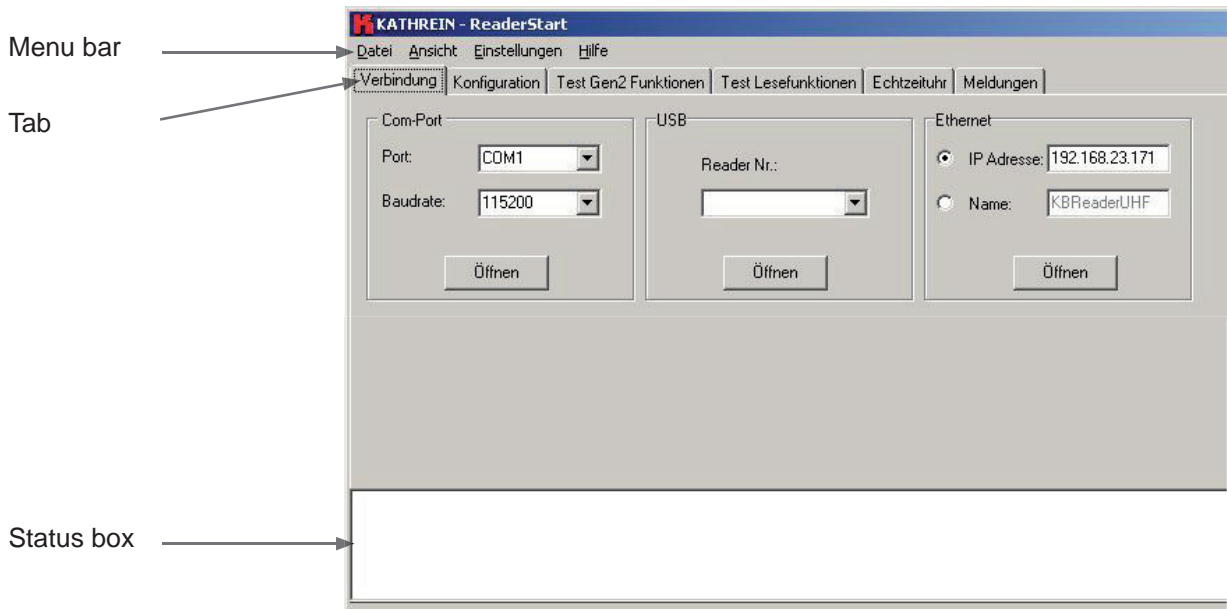 KATHREIN - ReaderStart
Menu bar
Datei Ansicht Einstellungen Hilfe
Verbindung Konfiguration Test Gen2 Funktionen Test Lesefunktionen Echtzeituhr Meldungen
Tab
Com-Port
Port: COM1
Baudrate: 115200
Öffnen
USB
Reader Nr.:
Öffnen
Ethernet
IP Adresse: 192.168.23.171
Name: KBReaderUHF
Öffnen
Status box